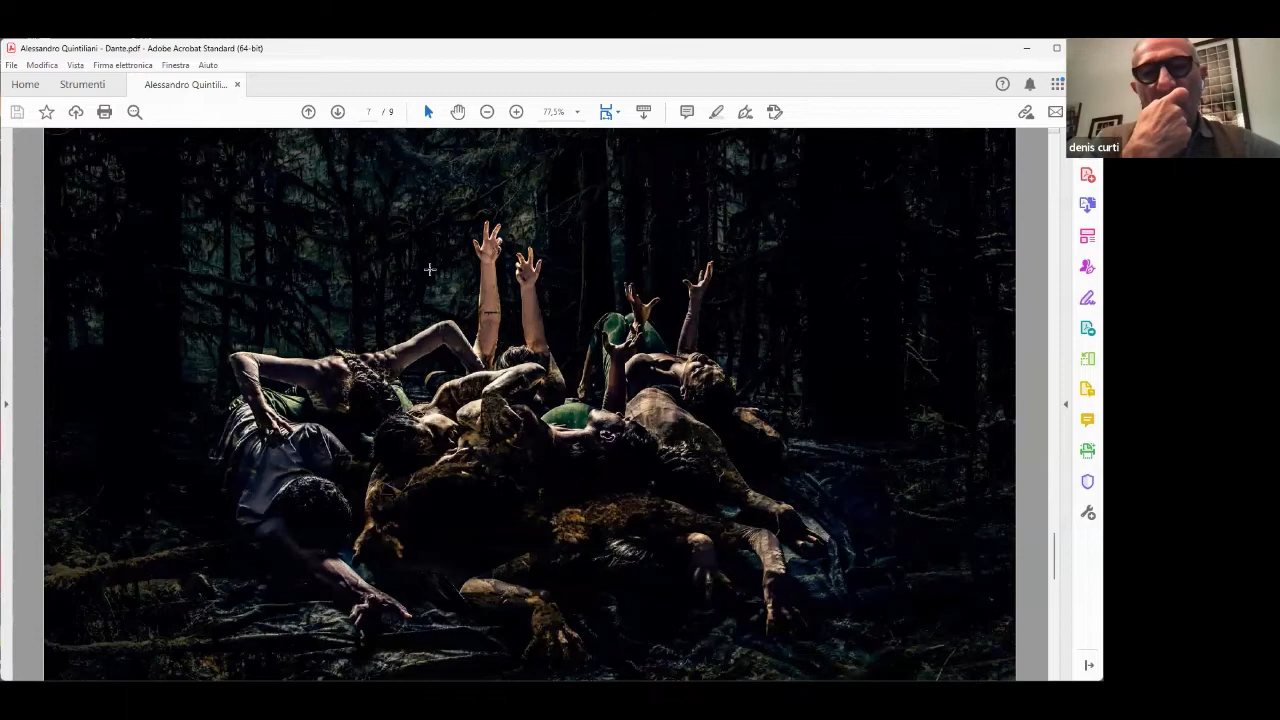 Alessandro Quintiliani - Dante.pdf - Adobe Acrobat Standard (64-bit)
File Modifica Vista Firma elettronica Finestra Aiuto
Home Strumenti Alessandro Quintili... ×
7 / 9 77,5%
denis curti